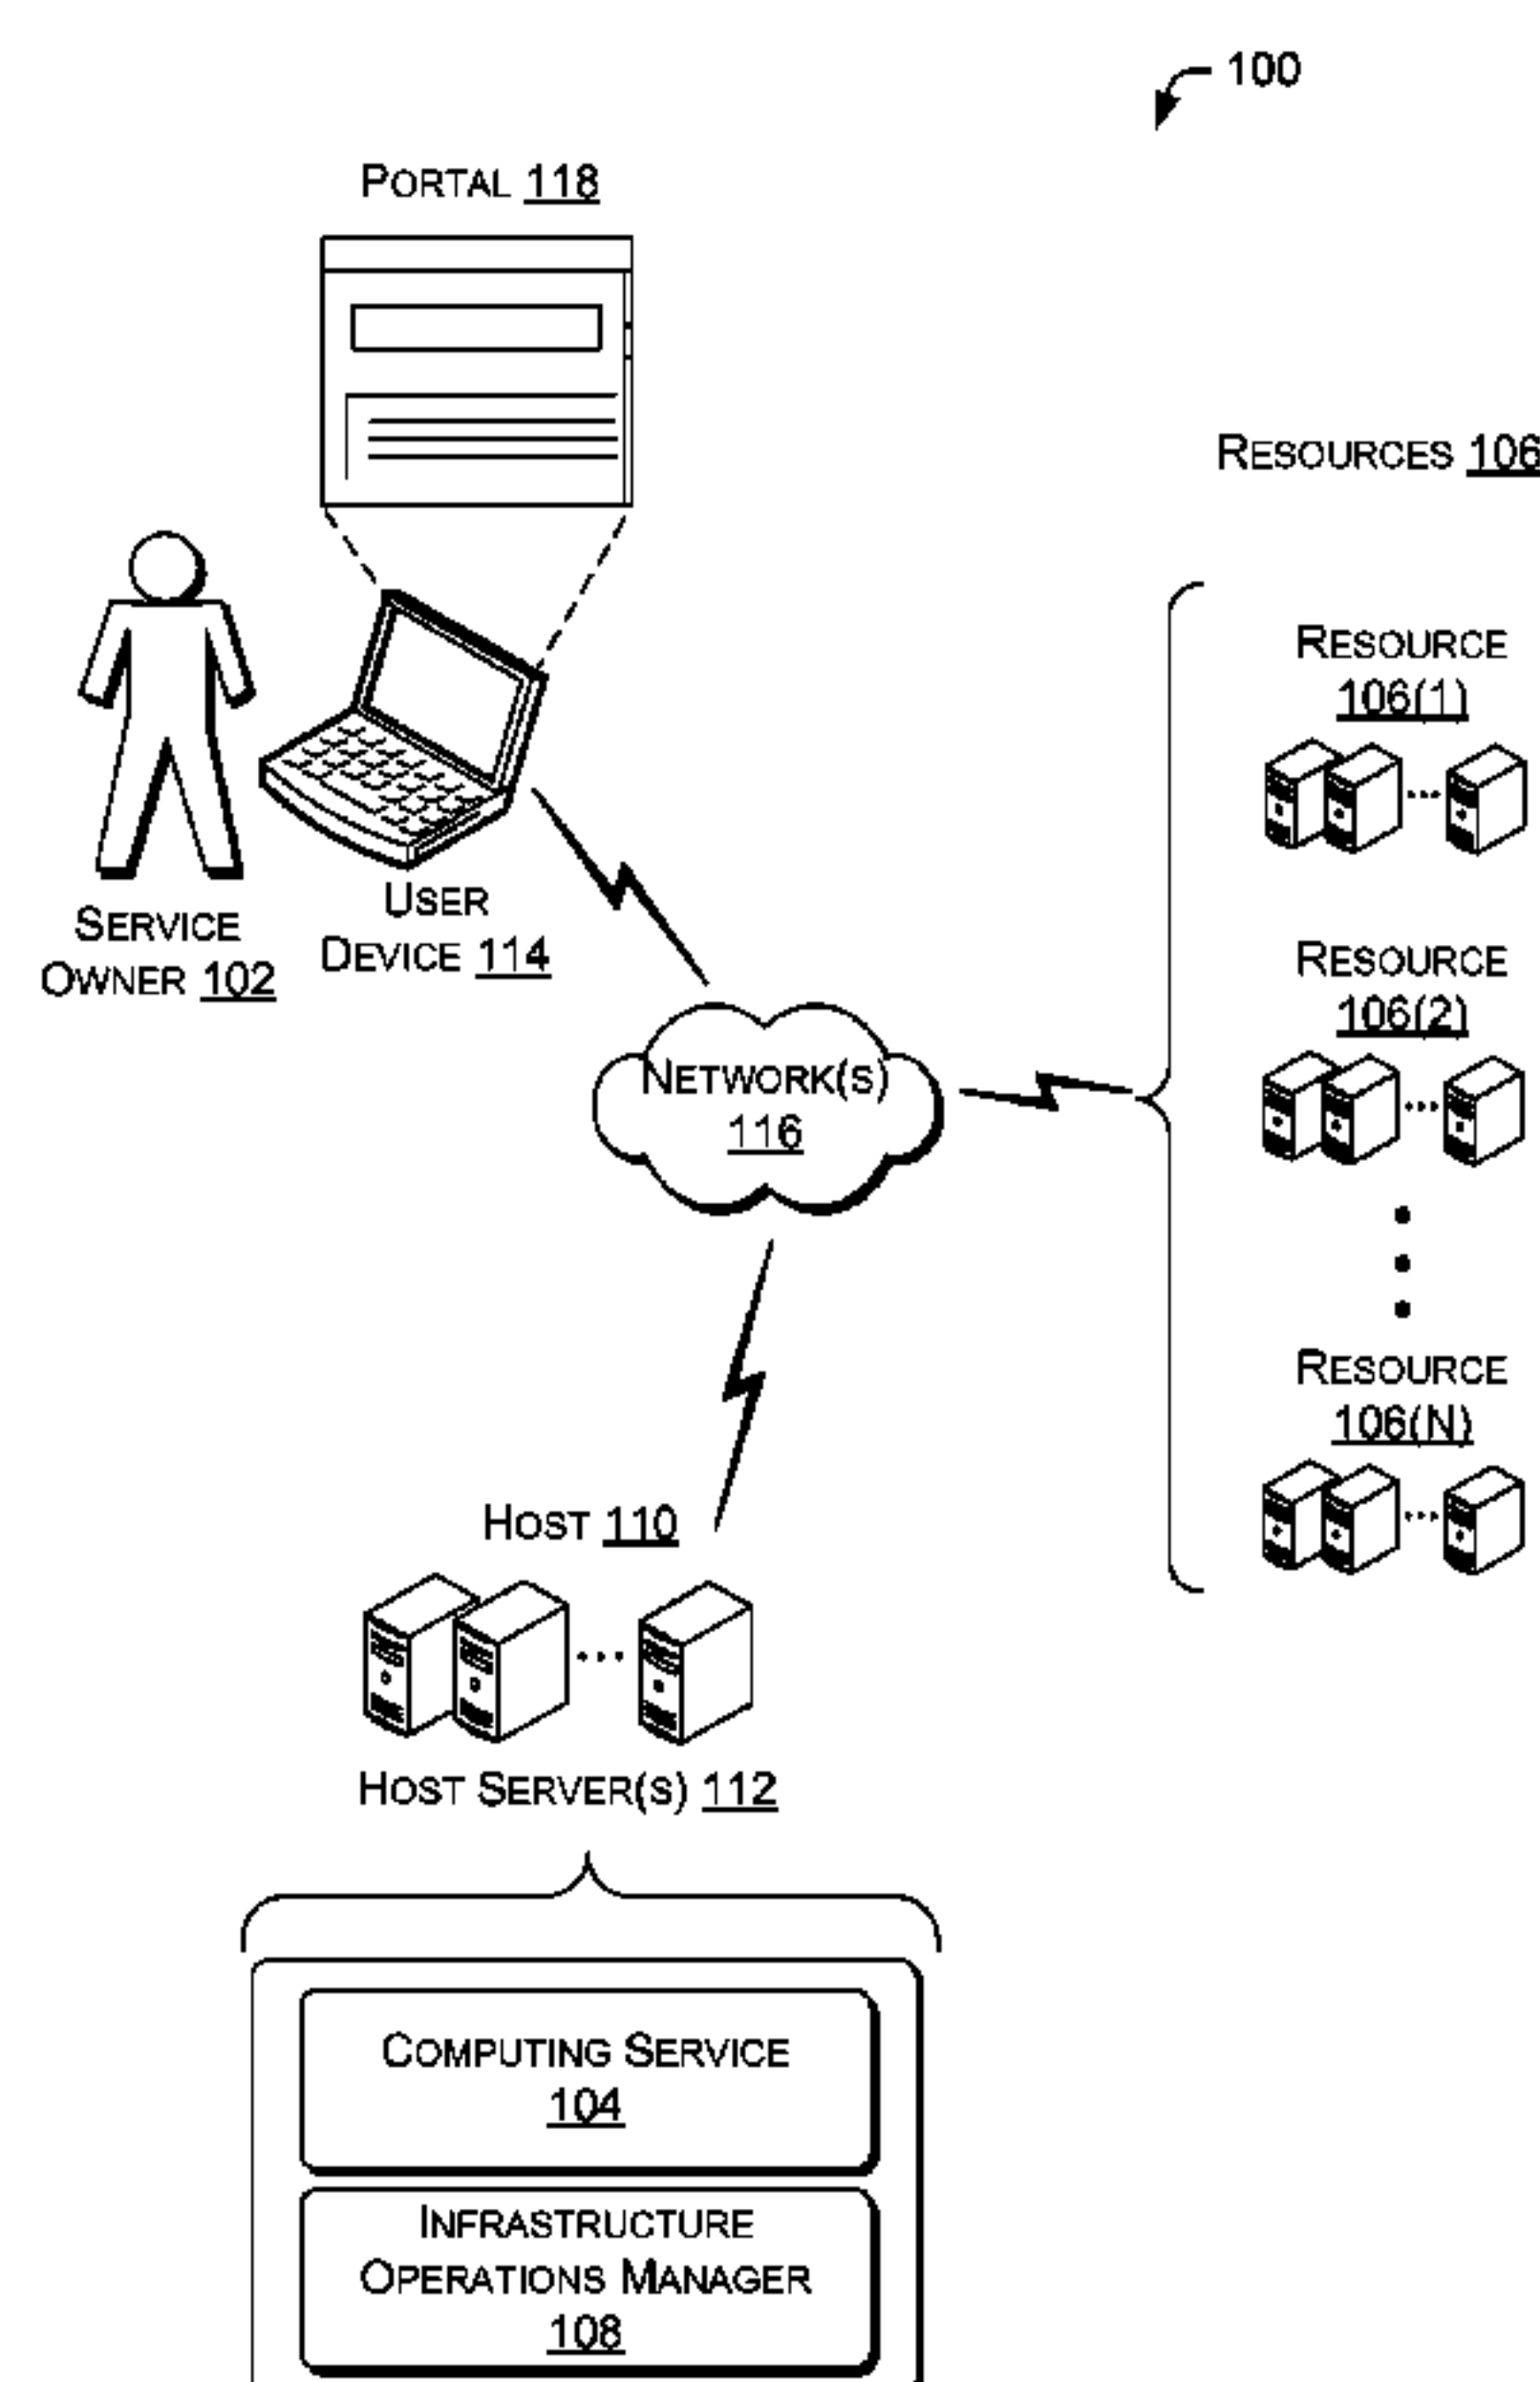 100
PORTAL 118
RESOURCES 106
RESOURCE
106(1)
SERVICE
OWNER 102
USER
DEVICE 114
RESOURCE
106(2)
NETWORK(S)
116
RESOURCE
106(N)
HOST 110
HOST SERVER(S) 112
COMPUTING SERVICE
104
INFRASTRUCTURE
OPERATIONS MANAGER
108